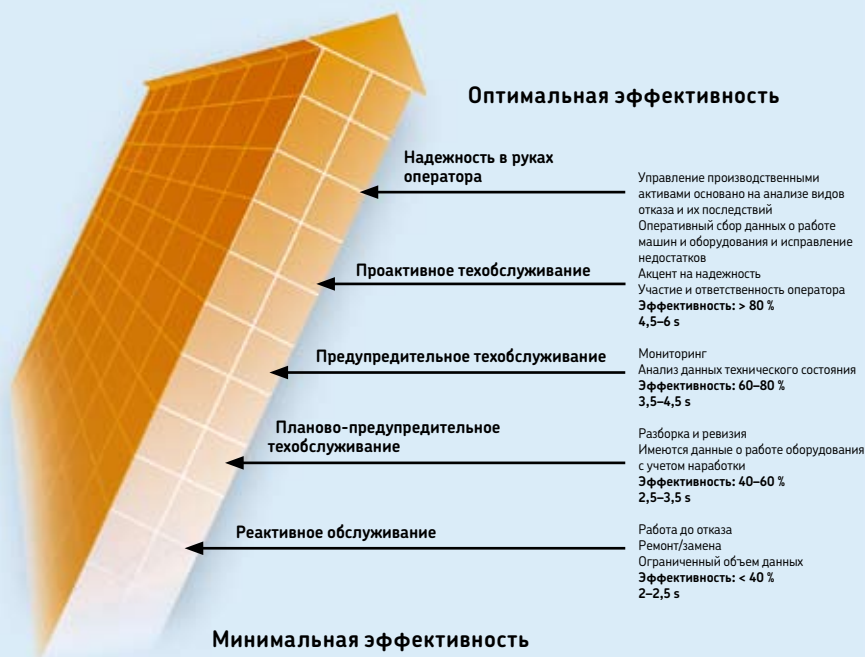 Оптимальная эффективность
Надежность в руках
оператора
Управление производственными
активами основано на анализе видов
отказа и их последствий
Оперативный сбор данных о работе
машин и оборудования и исправление
недостатков
Акцент на надежность
Участие и ответственность оператора
Эффективность: > 80 %
4,5–6 s
Проактивное техобслуживание
Предупредительное техобслуживание
Мониторинг
Анализ данных технического состояния
Эффективность: 60–80 %
3,5–4,5 s
Планово-предупредительное
техобслуживание
Разборка и ревизия
Имеются данные о работе оборудования
с учетом наработки
Эффективность: 40–60 %
2,5–3,5 s
Реактивное обслуживание
Работа до отказа
Ремонт/замена
Ограниченный объем данных
Эффективность: < 40 %
2–2,5 s
Минимальная эффективность